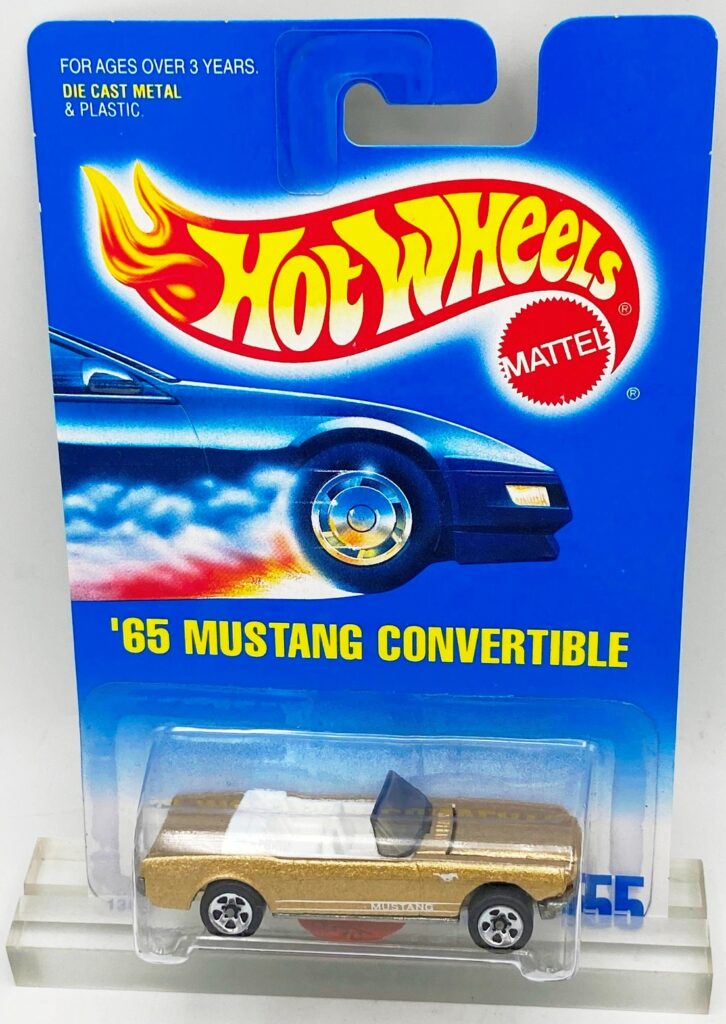 FOR AGES OVER 3 YEARS.
DIE CAST METAL
& PLASTIC.
HOT WHEELS
®
MATTEL
®
'65 MUSTANG CONVERTIBLE
MUSTANG